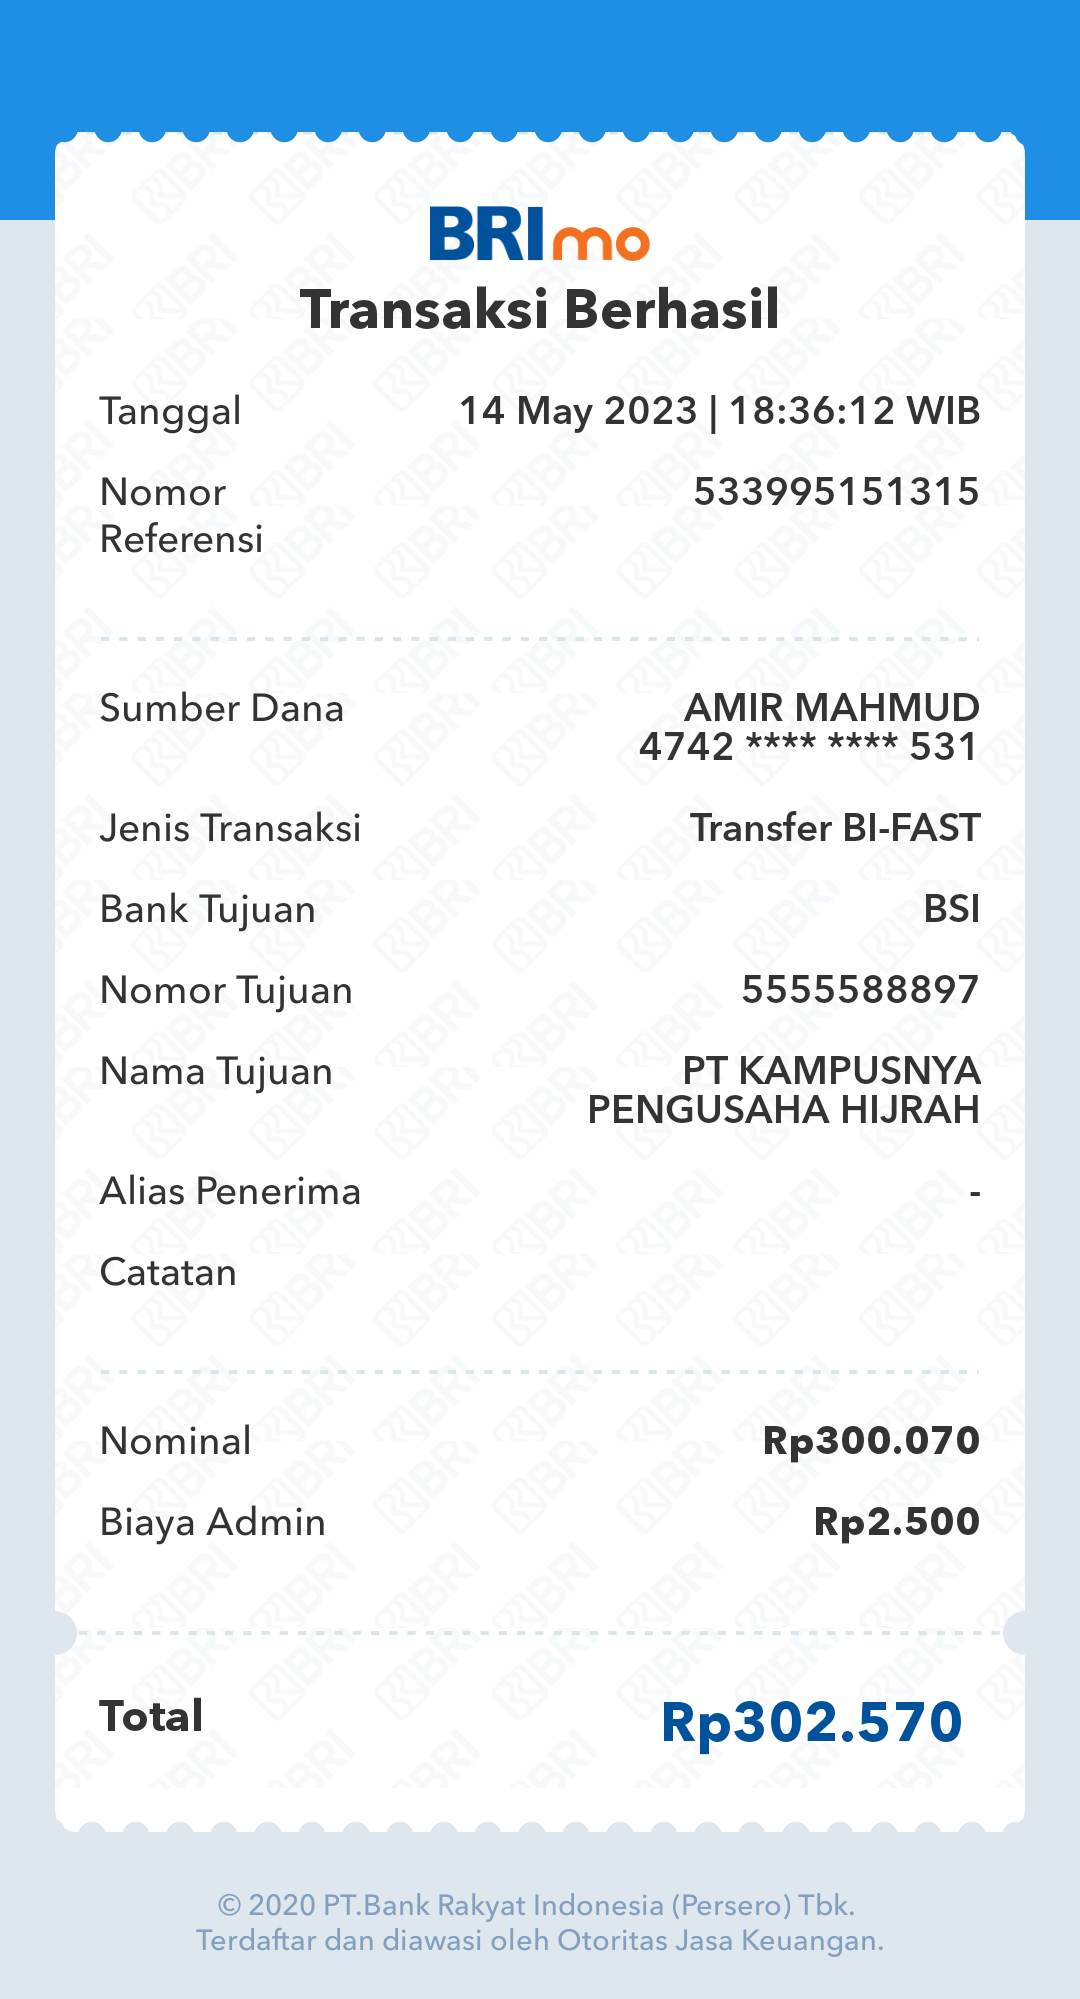 BRImo
Transaksi Berhasil
Tanggal 14 May 2023 | 18:36:12 WIB
Nomor Referensi 533995151315
Sumber Dana AMIR MAHMUD
4742 **** **** 531
Jenis Transaksi Transfer BI-FAST
Bank Tujuan BSI
Nomor Tujuan 5555588897
Nama Tujuan PT KAMPUSNYA
PENGUSAHA HIJRAH
Alias Penerima -
Catatan
Nominal Rp300.070
Biaya Admin Rp2.500
Total Rp302.570
© 2020 PT.Bank Rakyat Indonesia (Persero) Tbk.
Terdaftar dan diawasi oleh Otoritas Jasa Keuangan.